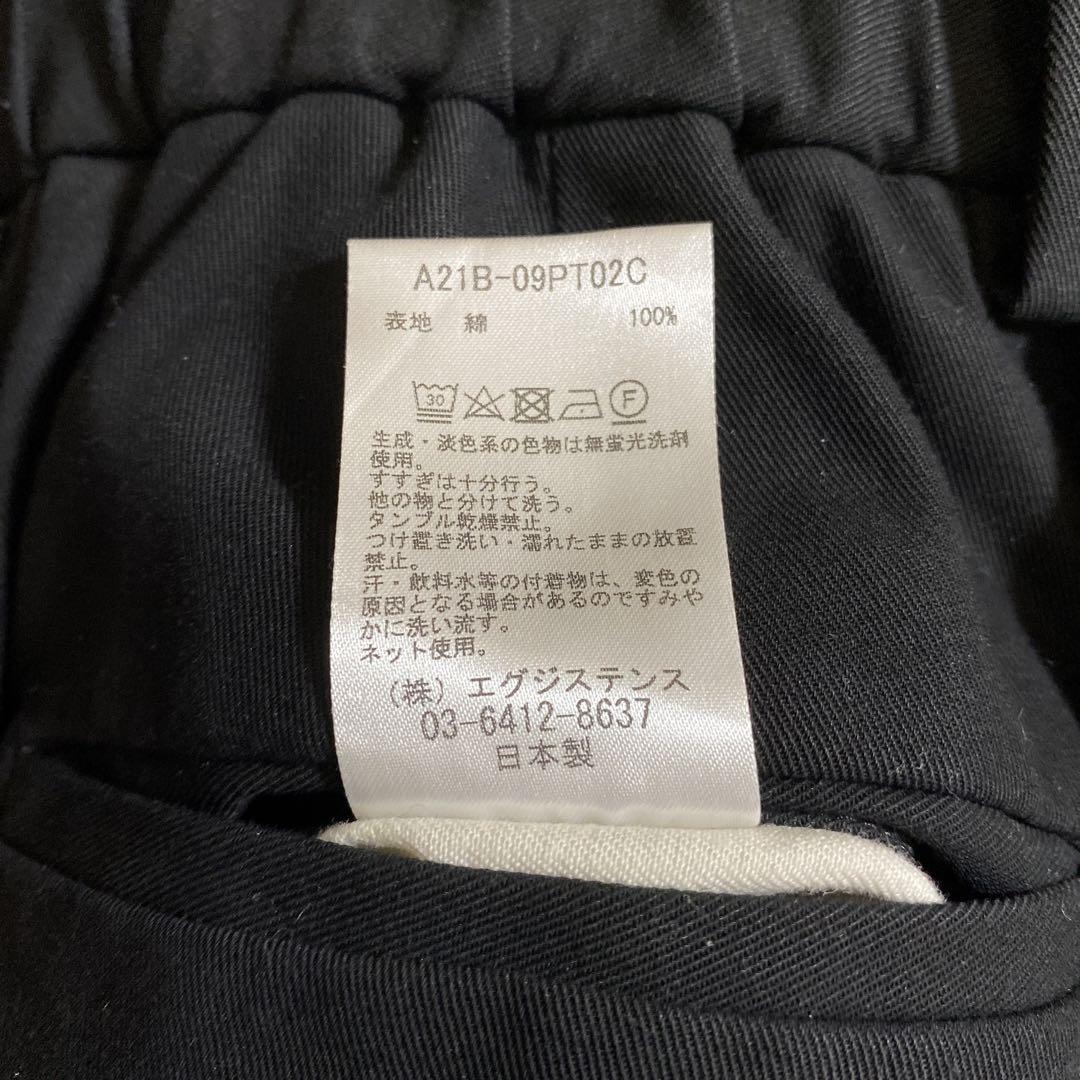 A21B-09PT02C
表地 綿 100%
30 F
生成・淡色系の色物は無蛍光洗剤
使用。
すすぎは十分行う。
他の物と分けて洗う。
タンブル乾燥禁止。
つけ置き洗い・濡れたままの放置
禁止。
汗・飲料水等の付着物は、変色の
原因となる場合があるのですみや
かに洗い流す。
ネット使用。
(株) エグジステンス
03-6412-8637
日本製